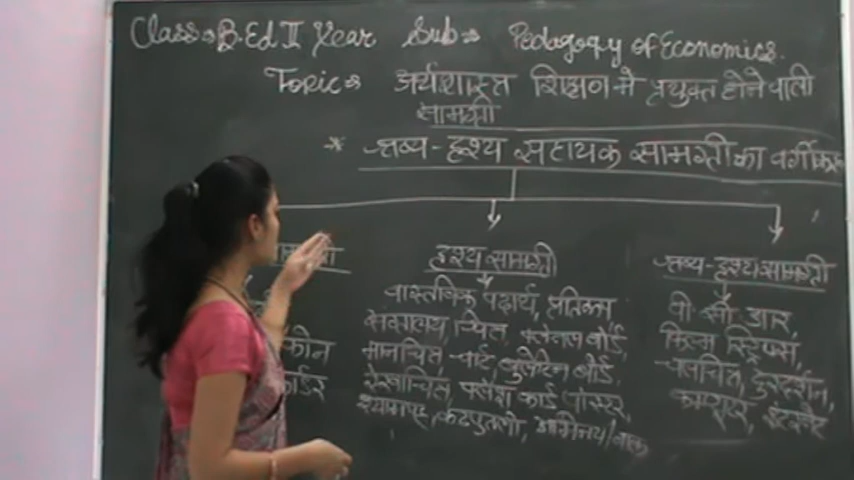 Class⇒ B.Ed II Year Sub⇒ Pedagogy of Economics.
Topic⇒ अर्थशास्त्र शिक्षण मे प्रयुक्त होने वाली
सामग्री
* श्रव्य-दृश्य सहायक सामग्री का वर्गीकरण
दृश्य सामग्री
वास्तविक पदार्थ, प्रतिरूप
संग्रहालय, चित्र, फ्लेनल बोर्ड,
मानचित्र, चार्ट, बुलेटिन बोर्ड,
रेखाचित्र, फ्लैश कार्ड, पोस्टर,
श्यामपट्ट, कठपुतली, अभिनय/नाटक
श्रव्य-दृश्य सामग्री
वी. सी. आर,
फिल्म स्ट्रिप्स,
चलचित्र, दूरदर्शन,
कम्प्यूटर, इंटरनेट